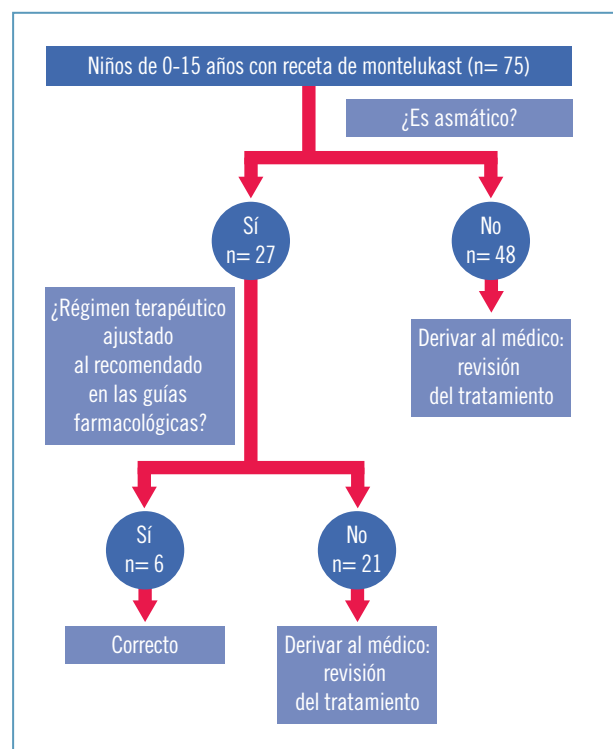 Niños de 0-15 años con receta de montelukast (n= 75)
¿Es asmático?
Sí
n= 27
No
n= 48
¿Régimen terapéutico
ajustado
al recomendado
en las guías
farmacológicas?
Derivar al médico:
revisión
del tratamiento
Sí
n= 6
No
n= 21
Correcto
Derivar al médico:
revisión
del tratamiento